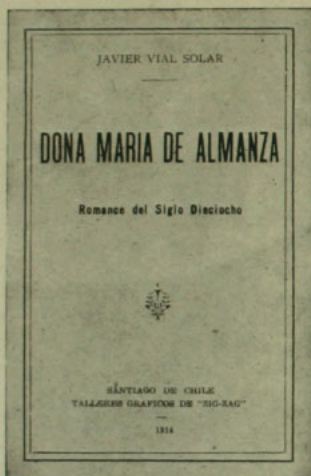 JAVIER VIAL SOLAR
DONA MARIA DE ALMANZA
Romance del Siglo Dieciocho
SANTIAGO DE CHILE
TALLERES GRAFICOS DE "ZIG-ZAG"
1914